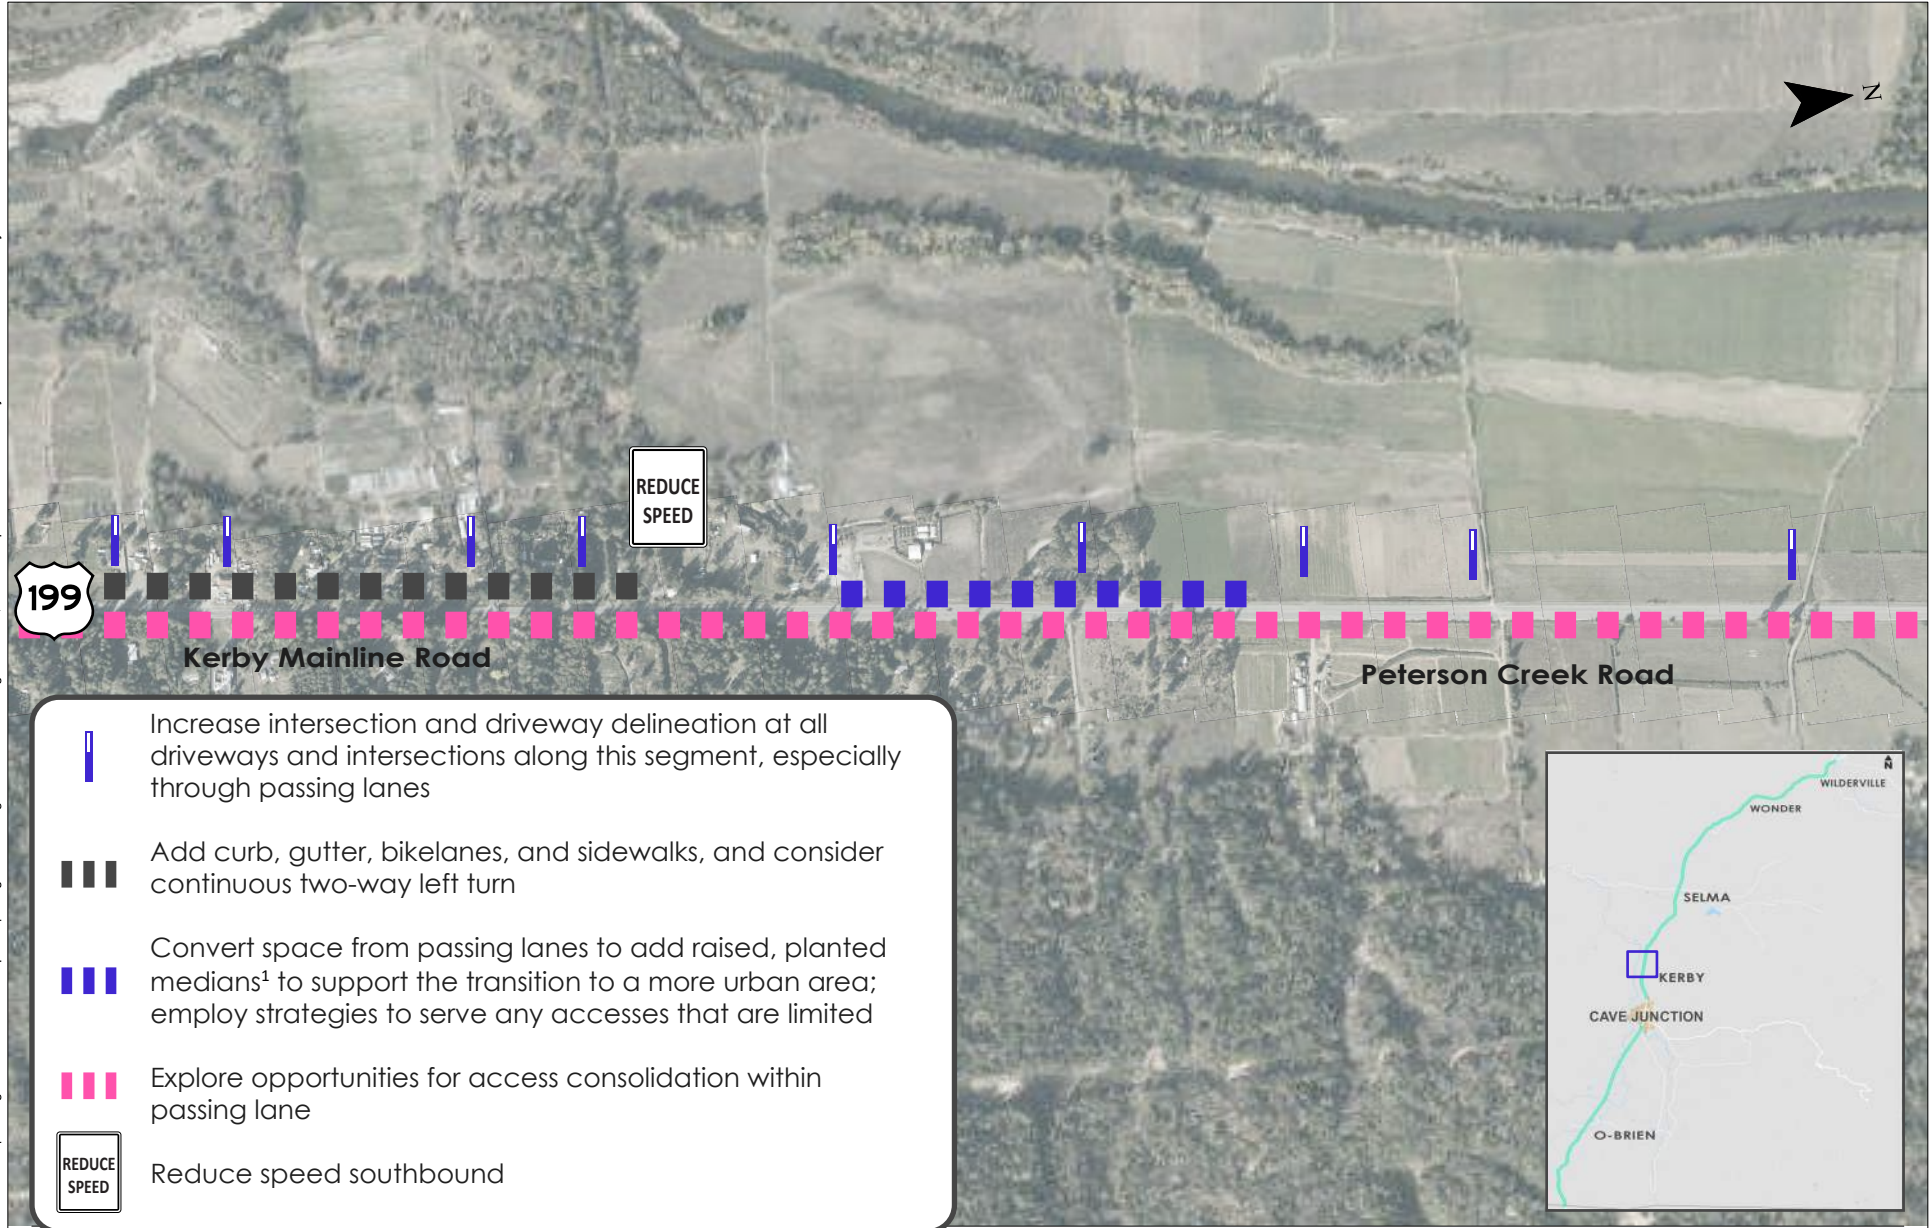 N
REDUCE
SPEED
199
Kerby Mainline Road
Peterson Creek Road
Increase intersection and driveway delineation at all
driveways and intersections along this segment, especially
through passing lanes
Add curb, gutter, bikelanes, and sidewalks, and consider
continuous two-way left turn
Convert space from passing lanes to add raised, planted
medians¹ to support the transition to a more urban area;
employ strategies to serve any accesses that are limited
Explore opportunities for access consolidation within
passing lane
REDUCE
SPEED
Reduce speed southbound
N
WILDERVILLE
WONDER
SELMA
KERBY
CAVE JUNCTION
O-BRIEN